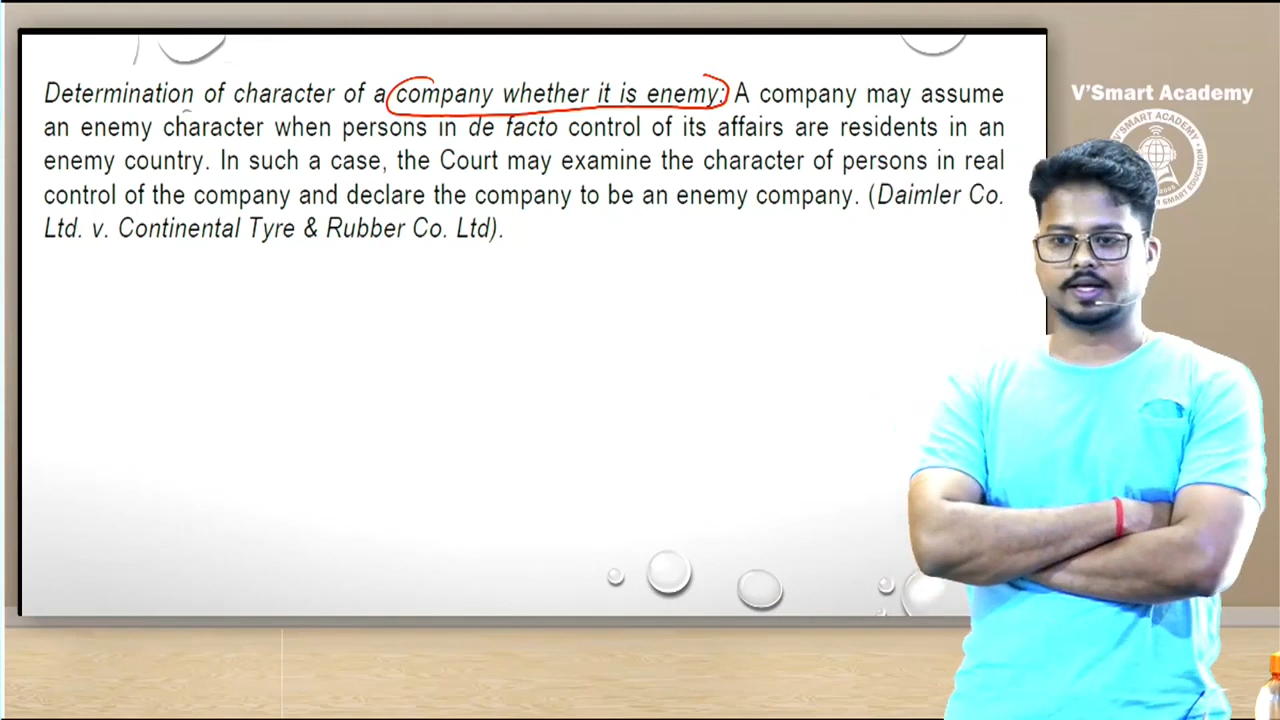 Determination of character of a company whether it is enemy: A company may assume
an enemy character when persons in de facto control of its affairs are residents in an
enemy country. In such a case, the Court may examine the character of persons in real
control of the company and declare the company to be an enemy company. (Daimler Co.
Ltd. v. Continental Tyre & Rubber Co. Ltd).
V'Smart Academy